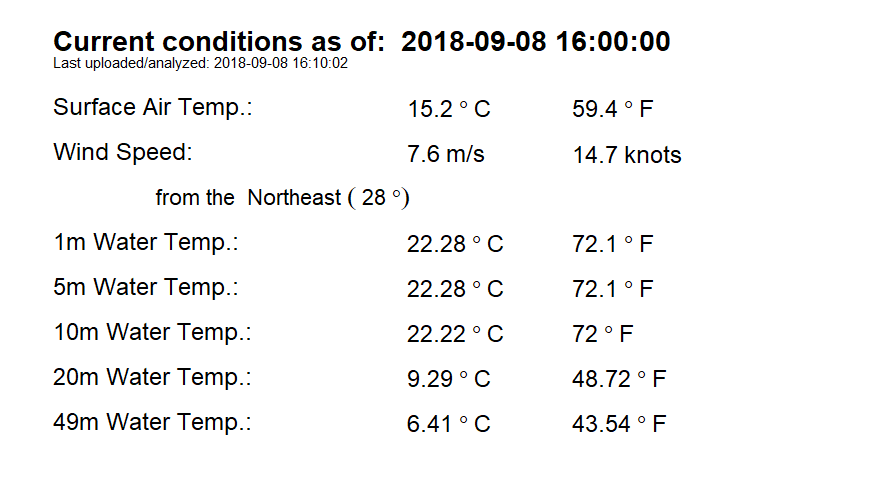 Current conditions as of: 2018-09-08 16:00:00
Last uploaded/analyzed: 2018-09-08 16:10:02
Surface Air Temp.: 15.2 ° C 59.4 ° F
Wind Speed: 7.6 m/s 14.7 knots
from the Northeast ( 28 °)
1m Water Temp.: 22.28 ° C 72.1 ° F
5m Water Temp.: 22.28 ° C 72.1 ° F
10m Water Temp.: 22.22 ° C 72 ° F
20m Water Temp.: 9.29 ° C 48.72 ° F
49m Water Temp.: 6.41 ° C 43.54 ° F